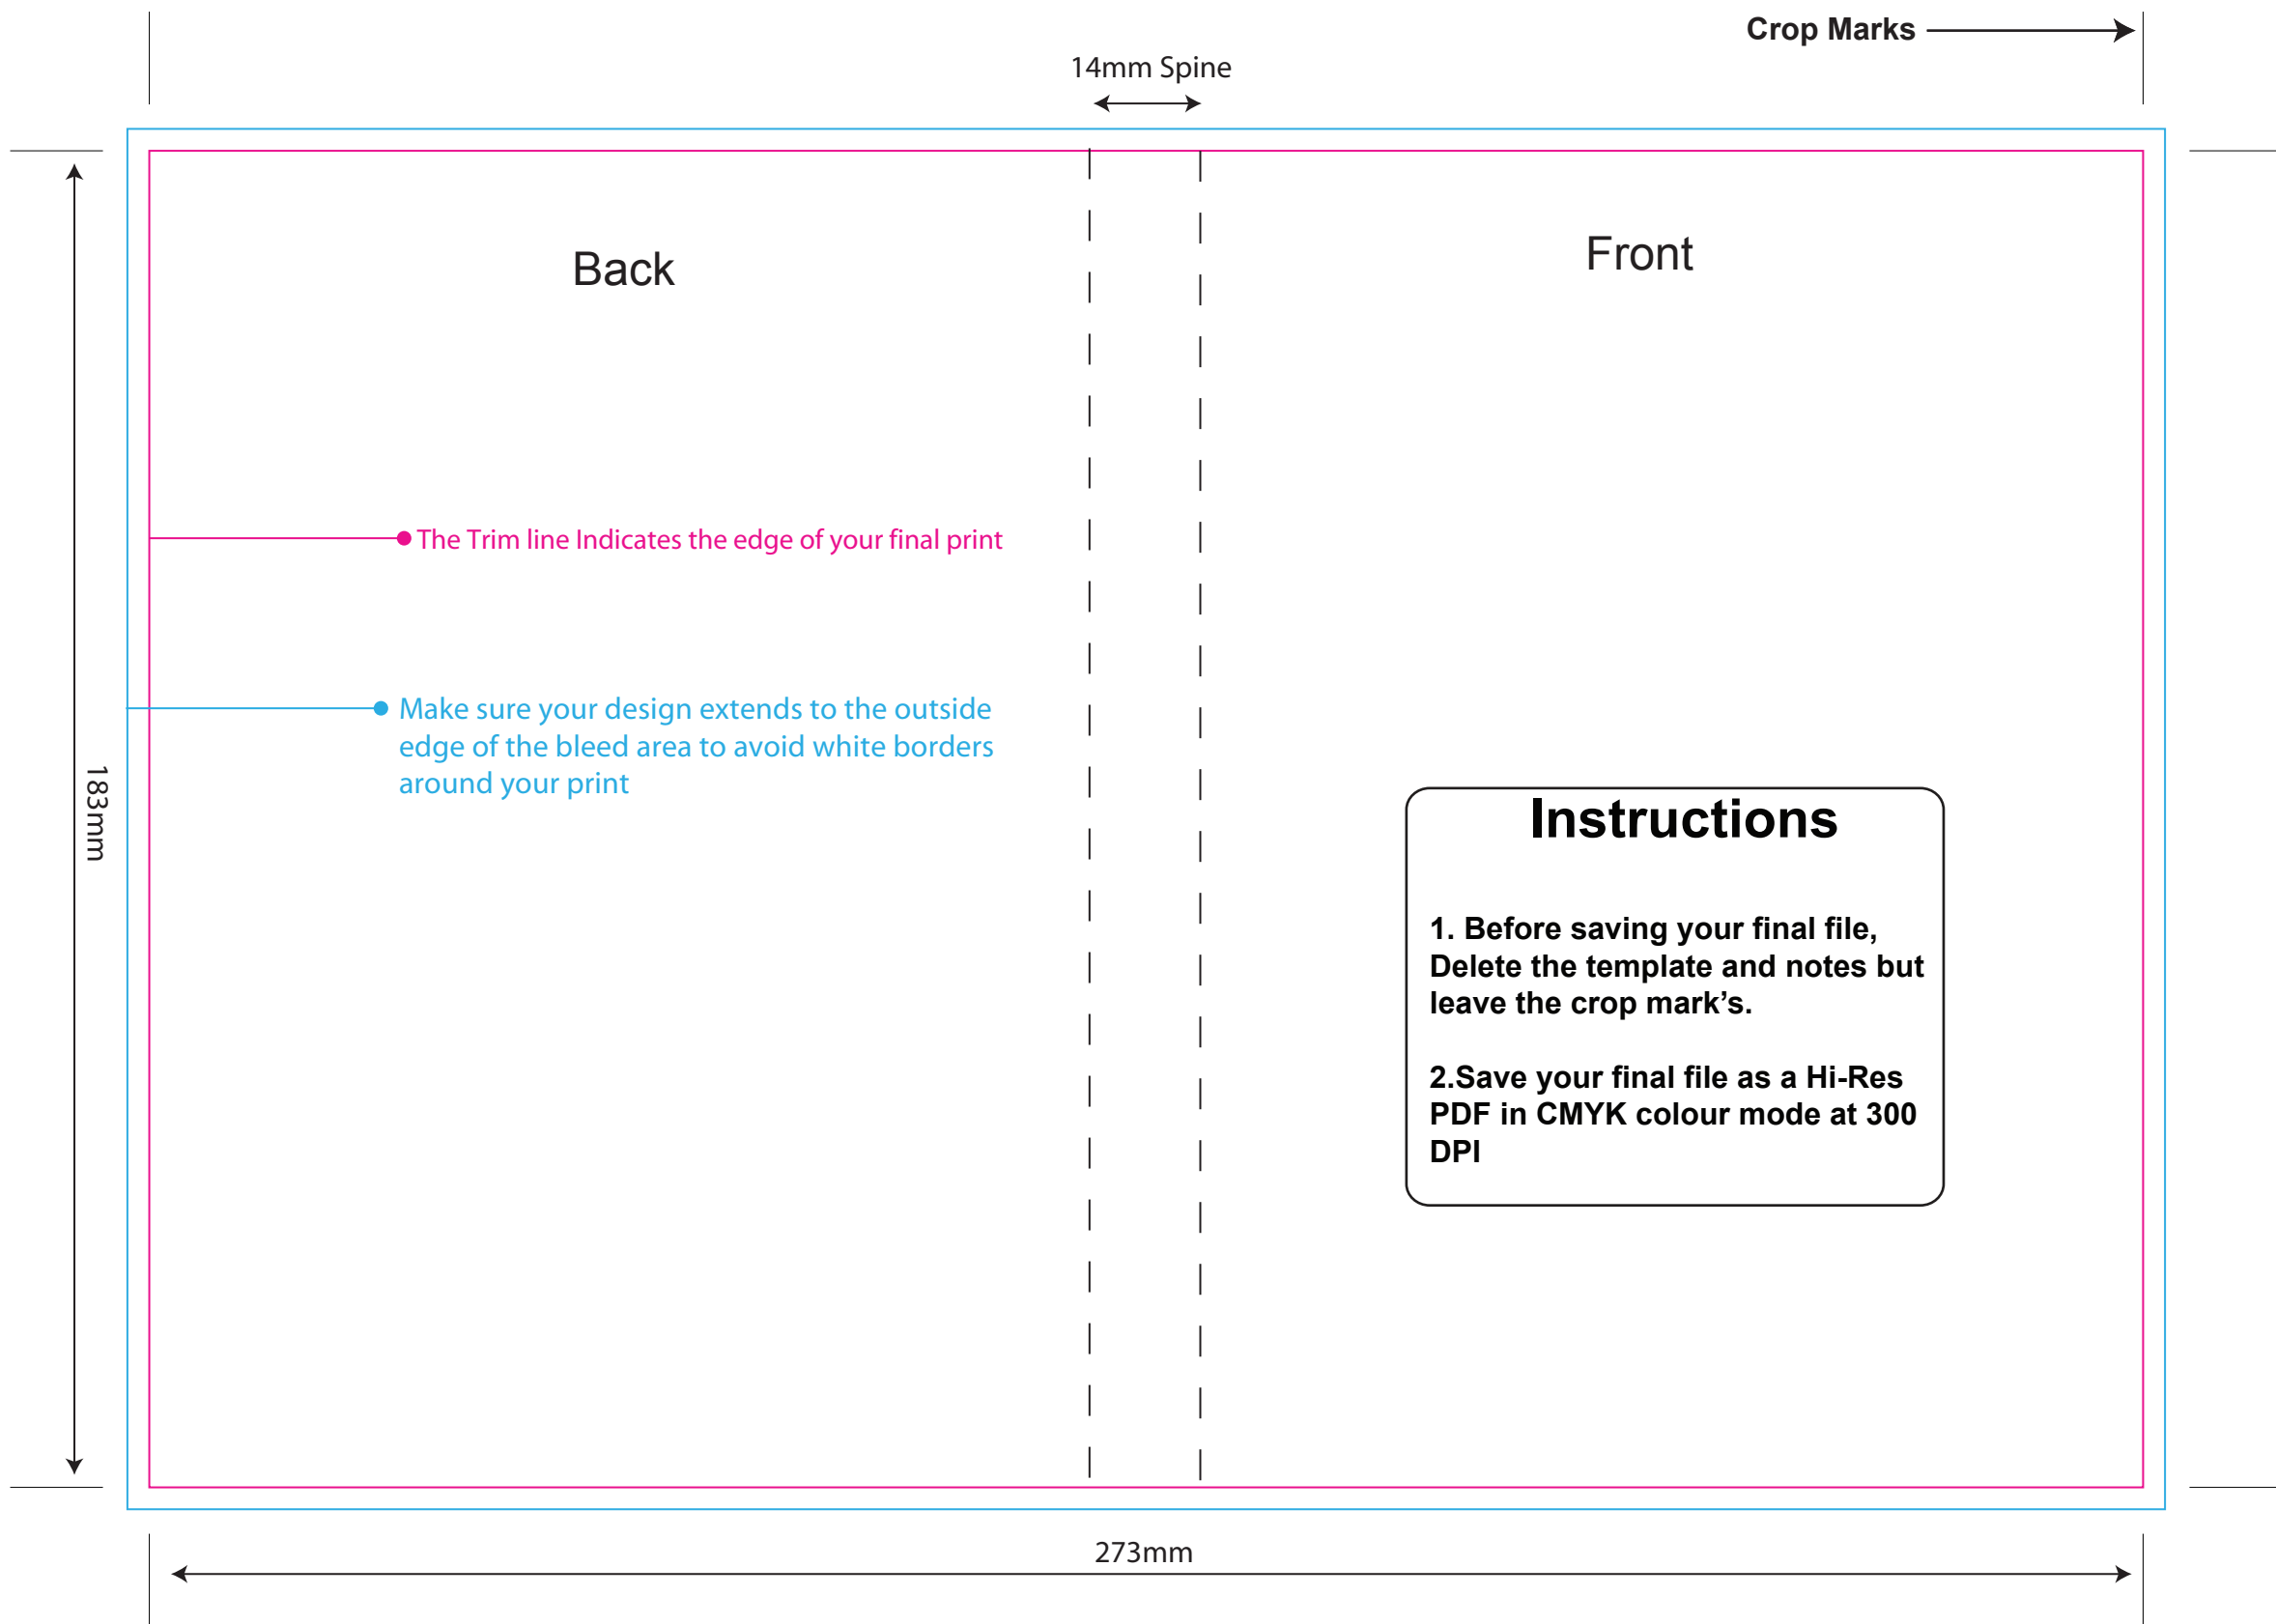 Crop Marks
14mm Spine
Back
Front
The Trim line Indicates the edge of your final print
Make sure your design extends to the outside
edge of the bleed area to avoid white borders
around your print
183mm
Instructions
1. Before saving your final file,
Delete the template and notes but
leave the crop mark’s.
2.Save your final file as a Hi-Res
PDF in CMYK colour mode at 300
DPI
273mm